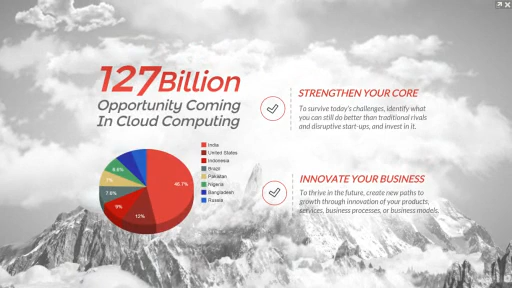 127Billion
Opportunity Coming
In Cloud Computing
STRENGTHEN YOUR CORE
To survive today's challenges, identify what
you can still do better than traditional rivals
and disruptive start-ups, and invest in it.
India
United States
Indonesia
Brazil
Pakistan
Nigeria
Bangladesh
Russia
46.7%
12%
9%
7.8%
7%
6.6%
INNOVATE YOUR BUSINESS
To thrive in the future, create new paths to
growth through innovation of your products,
services, business processes, or business models.